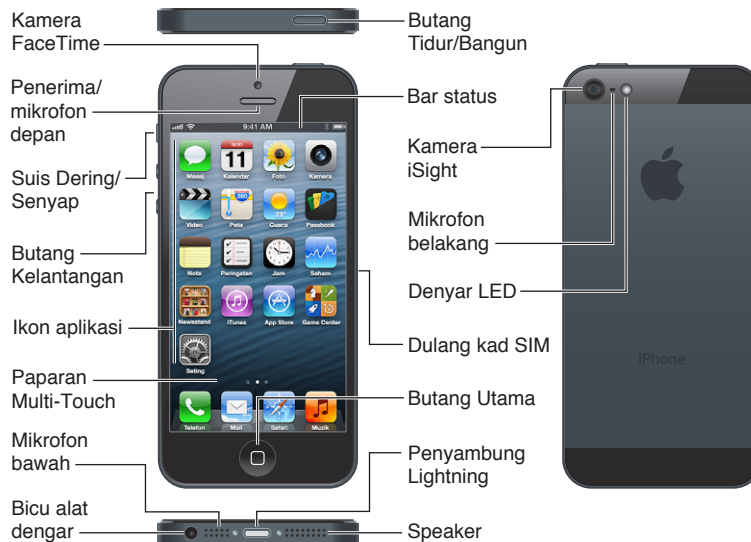 Kamera
FaceTime
Butang
Tidur/Bangun
Penerima/
mikrofon
depan
Bar status
Suis Dering/
Senyap
Kamera
iSight
Mikrofon
belakang
Butang
Kelantangan
Denyar LED
Ikon aplikasi
Dulang kad SIM
Paparan
Multi-Touch
Butang Utama
Mikrofon
bawah
Penyambung
Lightning
Bicu alat
dengar
Speaker
9:41 AM
11
Mesej Kalendar Foto Kamera
280
23°
Video Peta Cuaca Passbook
Nota Peringatan Jam Saham
Newsstand iTunes App Store Game Center
Seting
Telefon Mail Safari Muzik
iPhone